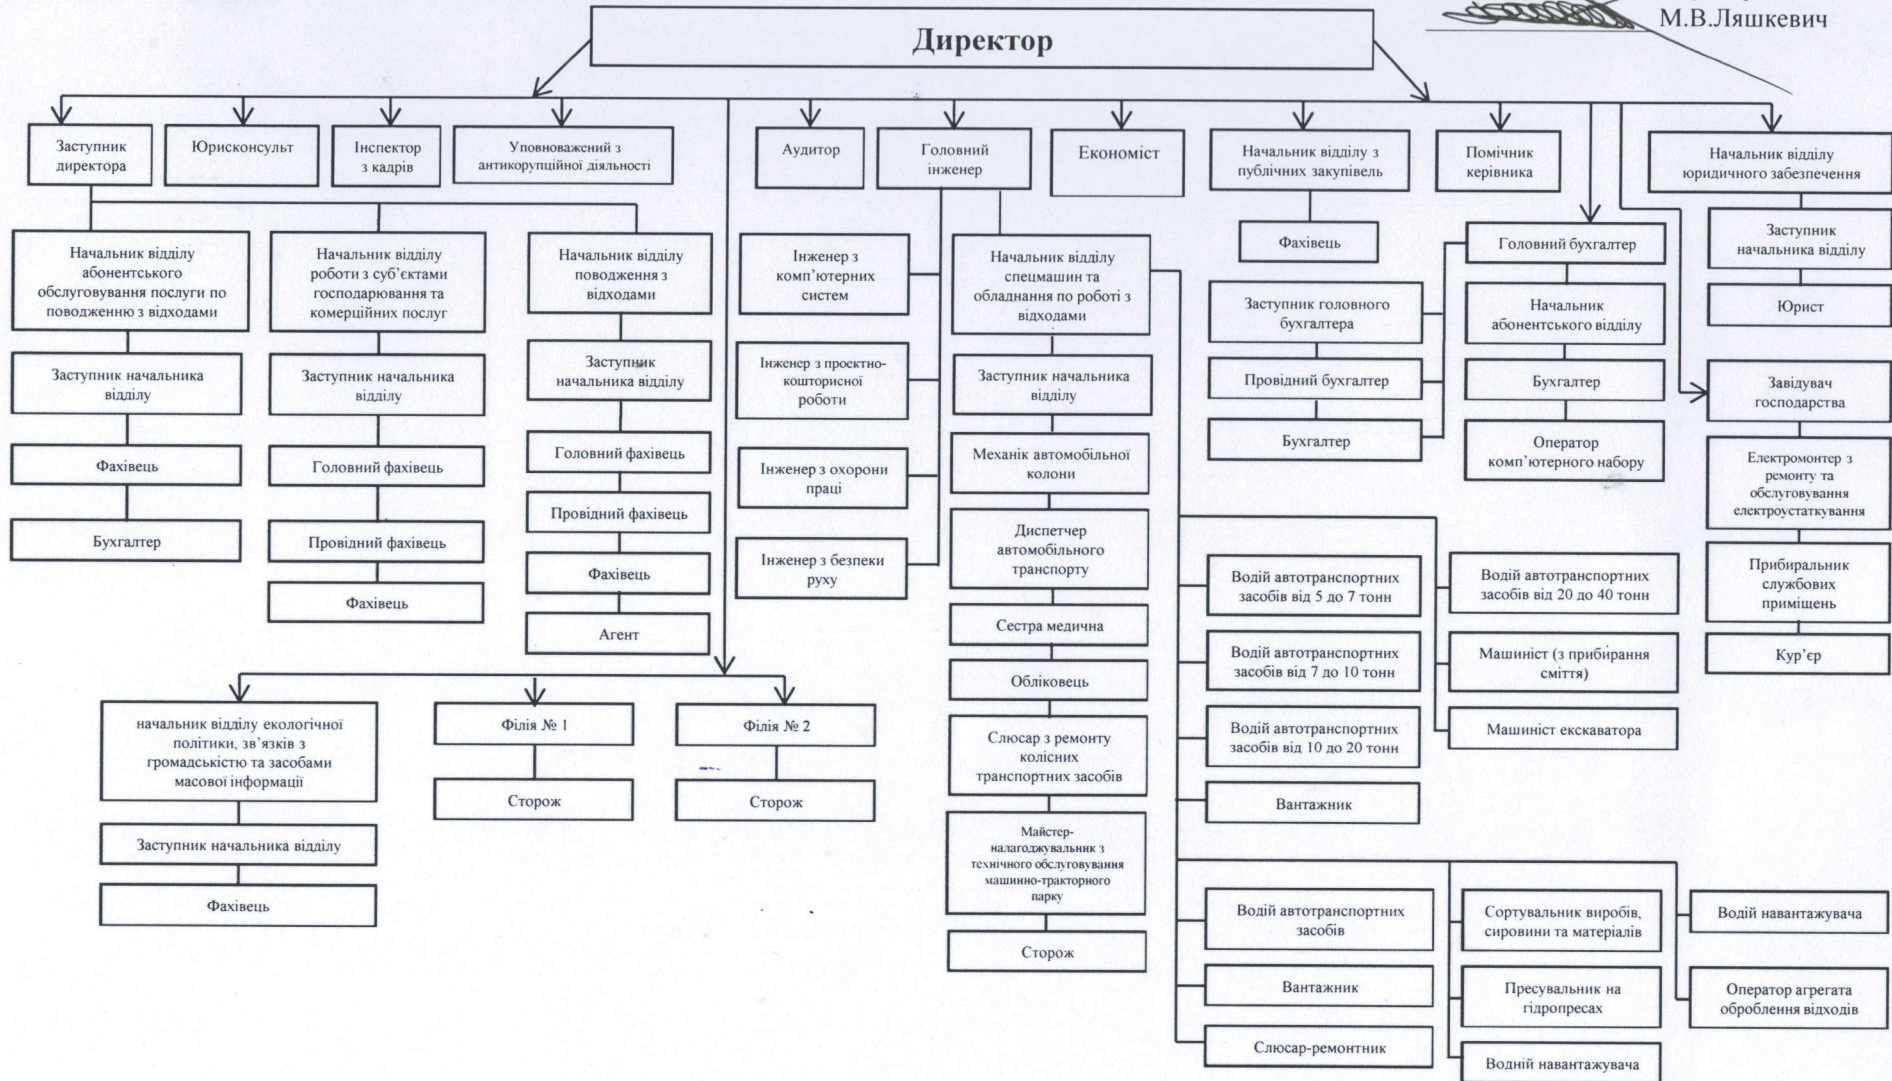 М.В.Ляшкевич
Директор
Заступник
директора
Юрисконсульт
Інспектор
з кадрів
Уповноважений з
антикорупційної діяльності
Аудитор
Головний
інженер
Економіст
Начальник відділу з
публічних закупівель
Помічник
керівника
Начальник відділу
юридичного забезпечення
Начальник відділу
абонентського
обслуговування послуги по
поводженню з відходами
Заступник начальника
відділу
Фахівець
Бухгалтер
Начальник відділу
роботи з суб’єктами
господарювання та
комерційних послуг
Заступник начальника
відділу
Головний фахівець
Провідний фахівець
Фахівець
Начальник відділу
поводження з
відходами
Заступник
начальника відділу
Головний фахівець
Провідний фахівець
Фахівець
Агент
Інженер з
комп’ютерних
систем
Інженер з проектно-
кошторисної
роботи
Інженер з охорони
праці
Інженер з безпеки
руху
Начальник відділу
спецмашин та
обладнання по роботі з
відходами
Заступник начальника
відділу
Механік автомобільної
колони
Диспетчер
автомобільного
транспорту
Сестра медична
Обліковець
Слюсар з ремонту
колісних
транспортних засобів
Майстер-
налагоджувальник з
технічного обслуговування
машинно-тракторного
парку
Сторож
Фахівець
Заступник головного
бухгалтера
Провідний бухгалтер
Бухгалтер
Головний бухгалтер
Начальник
абонентського відділу
Бухгалтер
Оператор
комп’ютерного набору
Заступник
начальника відділу
Юрист
Завідувач
господарства
Електромонтер з
ремонту та
обслуговування
електроустаткування
Прибиральник
службових
приміщень
Кур’єр
начальник відділу екологічної
політики, зв’язків з
громадськістю та засобами
масової інформації
Заступник начальника відділу
Фахівець
Філія № 1
Сторож
Філія № 2
Сторож
Водій автотранспортних
засобів від 5 до 7 тонн
Водій автотранспортних
засобів від 7 до 10 тонн
Водій автотранспортних
засобів від 10 до 20 тонн
Вантажник
Водій автотранспортних
засобів від 20 до 40 тонн
Машиніст (з прибирання
сміття)
Машиніст екскаватора
Водій автотранспортних
засобів
Вантажник
Слюсар-ремонтник
Сортувальник виробів,
сировини та матеріалів
Пресувальник на
гідропресах
Водній навантажувача
Водій навантажувача
Оператор агрегата
оброблення відходів